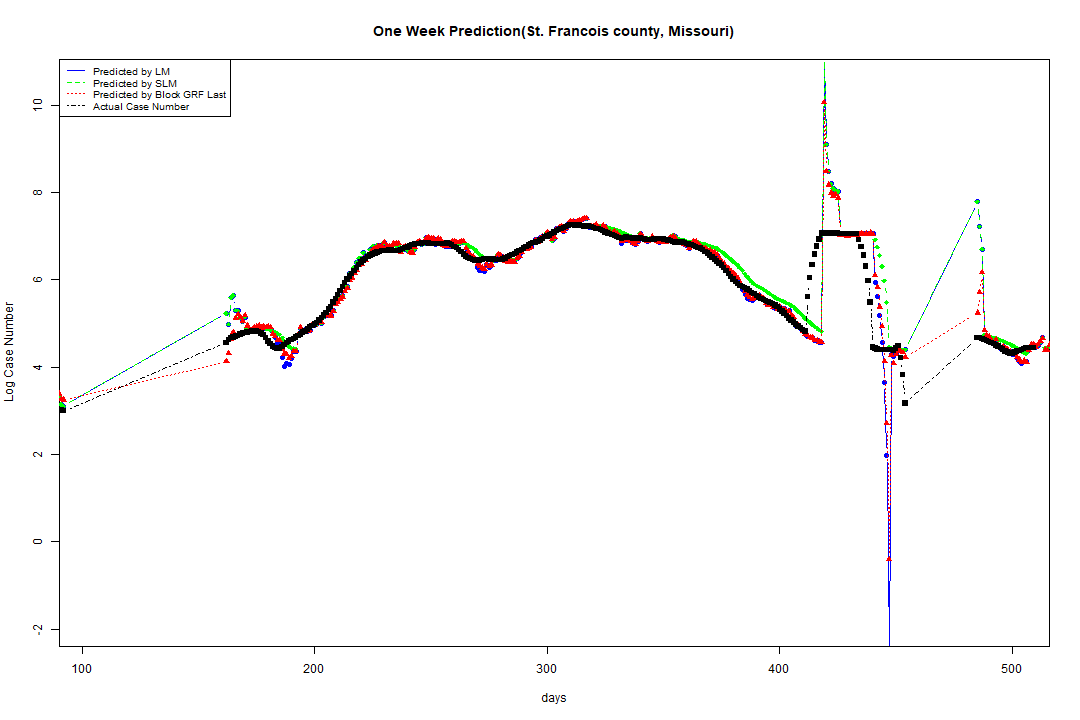 One Week Prediction(St. Francois county, Missouri)
Predicted by LM
Predicted by SLM
Predicted by Block GRF Last
Actual Case Number
10
8
6
4
2
0
-2
Log Case Number
100 200 300 400 500
days